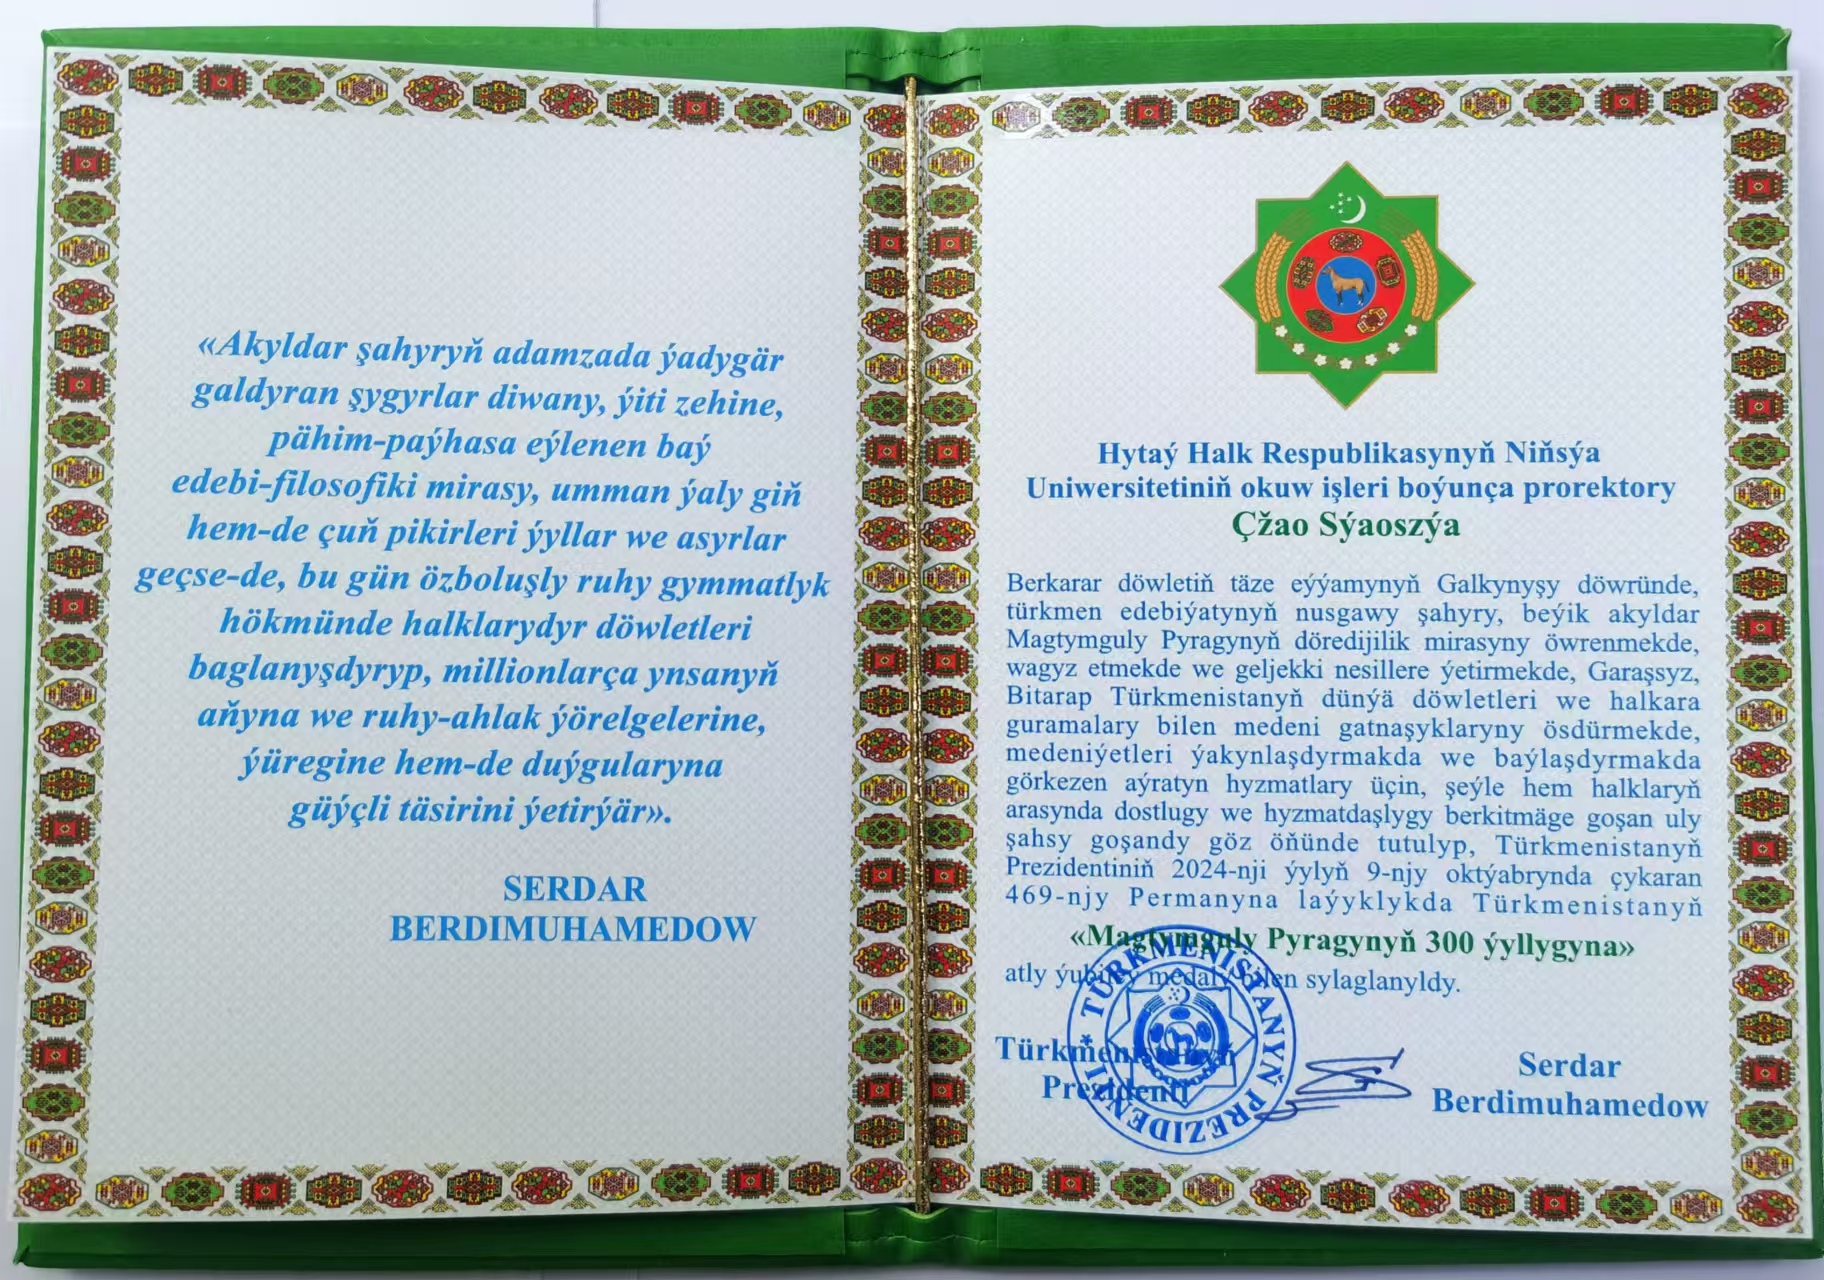 «Akyldar şahyryň adamzada ýadygär
galdyran şygyrlar diwany, ýiti zehine,
pähim-paýhasa eýlenen baý
edebi-filosofiki mirasy, umman ýaly giň
hem-de çuň pikirleri ýyllar we asyrlar
geçse-de, bu gün özboluşly ruhy gymmatlyk
hökmünde halklarydyr döwletleri
baglanyşdyryp, millionlarça ynsanyň
aňyna we ruhy-ahlak ýörelgelerine,
ýüregine hem-de duýgularyna
güýçli täsirini ýetirýär».
SERDAR
BERDIMUHAMEDOW
Hytaý Halk Respublikasynyň Niňsýa
Uniwersitetiniň okuw işleri boýunça prorektory
Çžao Sýaoszýa
Berkarar döwletiň täze eýýamynyň Galkynyşy döwründe,
türkmen edebiýatynyň nusgawy şahyry, beýik akyldar
Magtymguly Pyragynyň döredijilik mirasyny öwrenmekde,
wagyz etmekde we geljekki nesillere ýetirmekde, Garaşsyz,
Bitarap Türkmenistanyň dünýä döwletleri we halkara
guramalary bilen medeni gatnaşyklaryny ösdürmekde,
medeniýetleri ýakynlaşdyrmakda we baýlaşdyrmakda
görkezen aýratyn hyzmatlary üçin, şeýle hem halklaryň
arasynda dostlugy we hyzmatdaşlygy berkitmäge goşan uly
şahsy goşandy göz öňünde tutulyp, Türkmenistanyň
Prezidentiniň 2024-nji ýylyň 9-njy oktýabrynda çykaran
469-njy Permanyna laýyklykda Türkmenistanyň
«Magtymguly Pyragynyň 300 ýyllygyna»
atly ýubileý medaly bilen sylaglanyldy.
Türkmenistanyň
Prezidenti
TÜRKMENISTANYŇ PREZIDENTI
Serdar
Berdimuhamedow